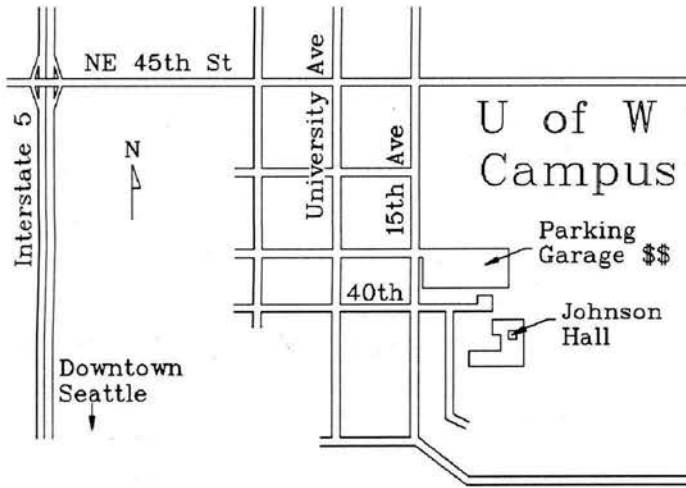 NE 45th St
University Ave
15th Ave
Interstate 5
N
U of W
Campus
Parking
Garage $$
40th
Johnson
Hall
Downtown
Seattle